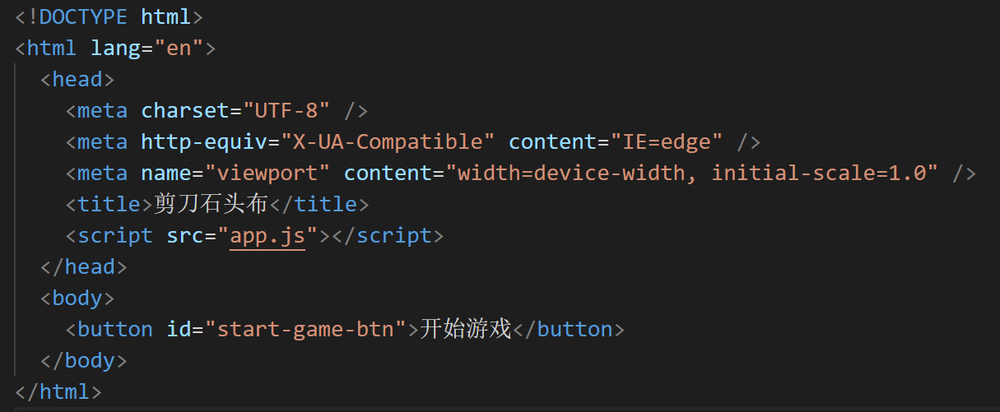 <!DOCTYPE html>
<html lang="en">
<head>
<meta charset="UTF-8" />
<meta http-equiv="X-UA-Compatible" content="IE=edge" />
<meta name="viewport" content="width=device-width, initial-scale=1.0" />
<title>剪刀石头布</title>
<script src="app.js"></script>
</head>
<body>
<button id="start-game-btn">开始游戏</button>
</body>
</html>